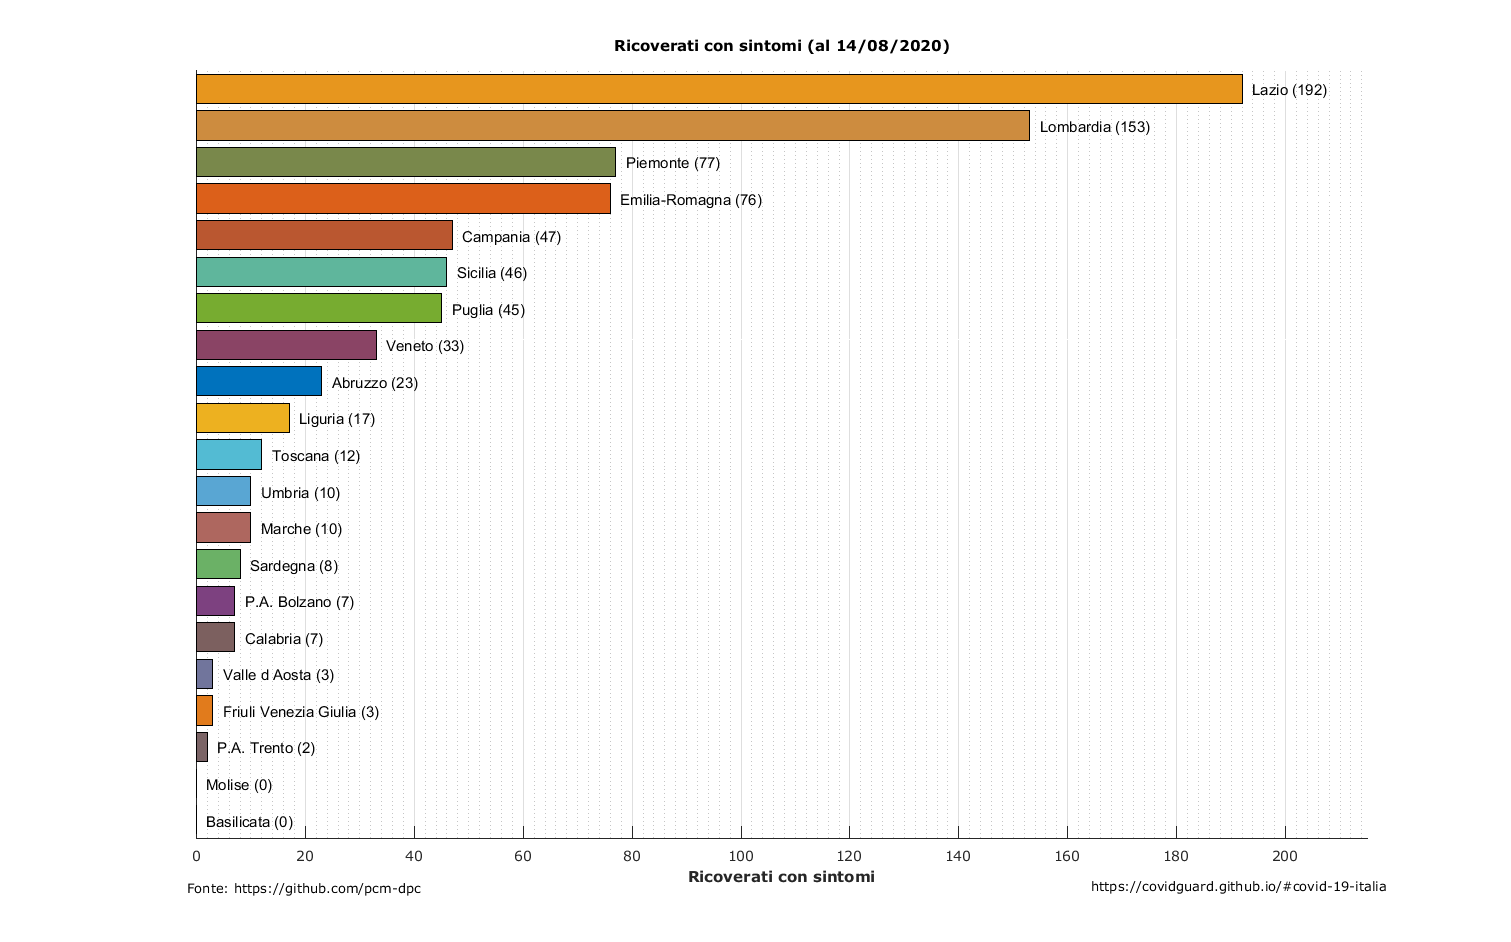 Ricoverati con sintomi (al 14/08/2020)
Lazio (192)
Lombardia (153)
Piemonte (77)
Emilia-Romagna (76)
Campania (47)
Sicilia (46)
Puglia (45)
Veneto (33)
Abruzzo (23)
Liguria (17)
Toscana (12)
Umbria (10)
Marche (10)
Sardegna (8)
P.A. Bolzano (7)
Calabria (7)
Valle d Aosta (3)
Friuli Venezia Giulia (3)
P.A. Trento (2)
Molise (0)
Basilicata (0)
0 20 40 60 80 100 120 140 160 180 200
Ricoverati con sintomi
Fonte: https://github.com/pcm-dpc
https://covidguard.github.io/#covid-19-italia